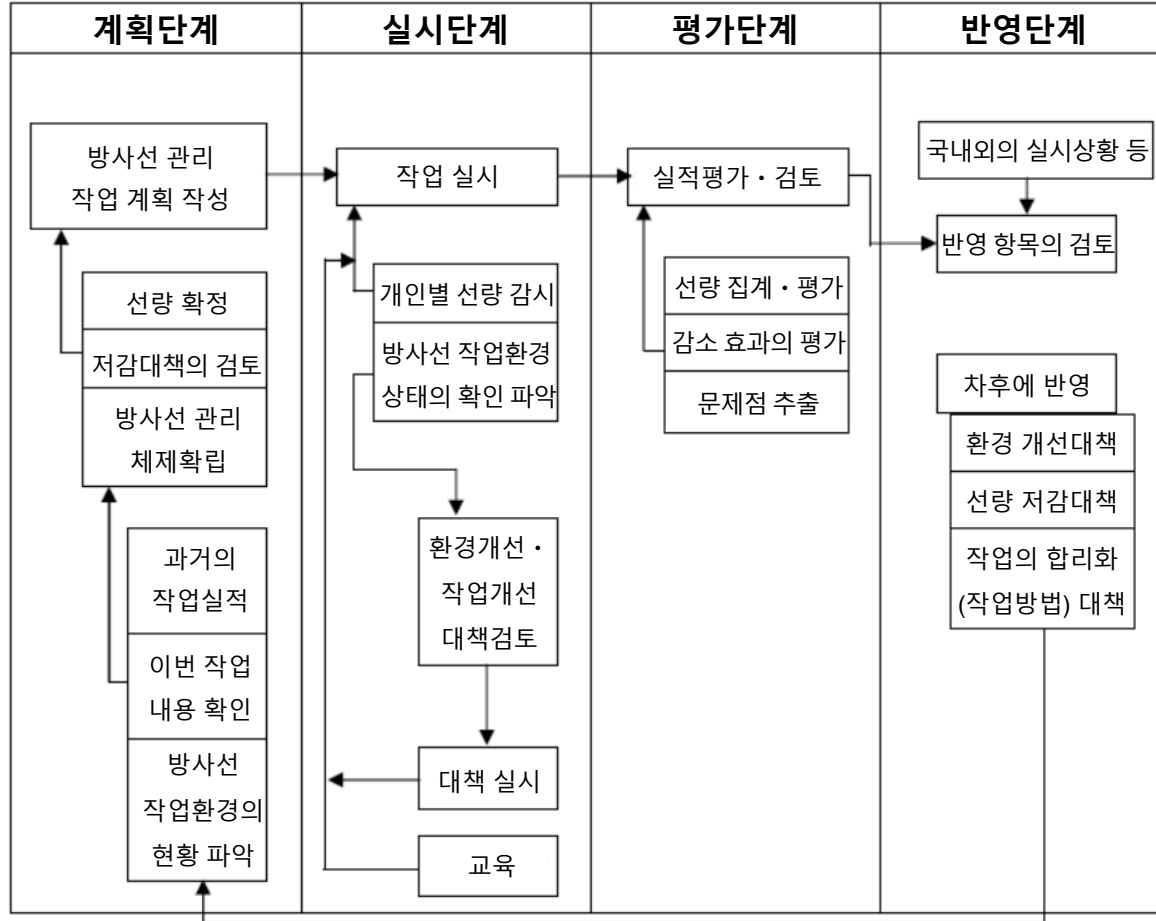 계획단계
실시단계
평가단계
반영단계
방사선 관리
작업 계획 작성
선량 확정
저감대책의 검토
방사선 관리
체제확립
과거의
작업실적
이번 작업
내용 확인
방사선
작업환경의
현황 파악
작업 실시
개인별 선량 감시
방사선 작업환경
상태의 확인 파악
환경개선・
작업개선
대책검토
대책 실시
교육
실적평가・검토
선량 집계・평가
감소 효과의 평가
문제점 추출
국내외의 실시상황 등
반영 항목의 검토
차후에 반영
환경 개선대책
선량 저감대책
작업의 합리화
(작업방법) 대책